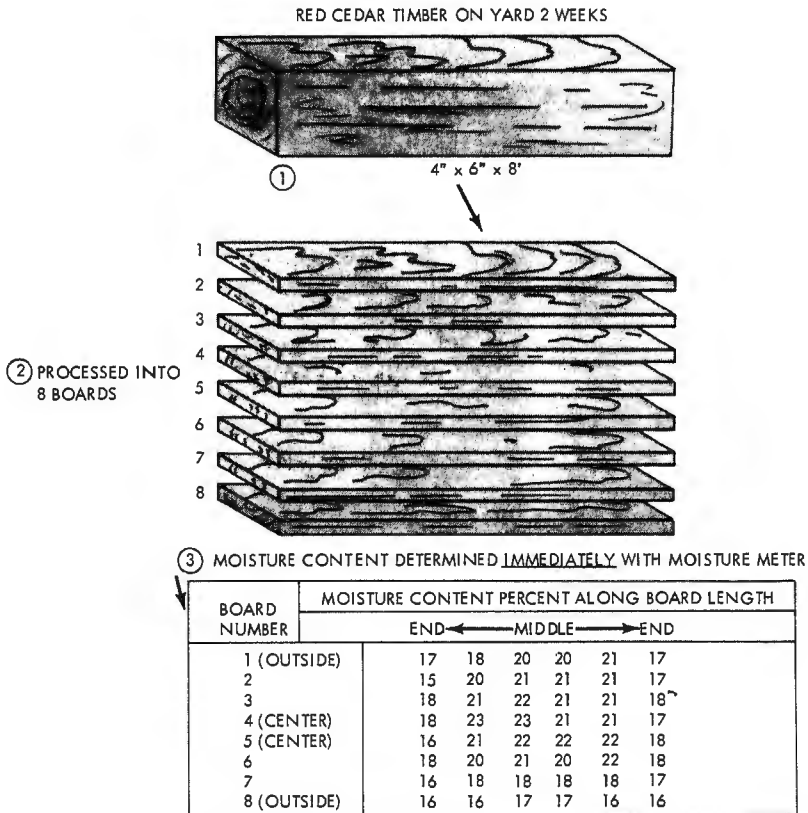 RED CEDAR TIMBER ON YARD 2 WEEKS
1
4" x 6" x 8'
1
2
3
4
5
6
7
8
2 PROCESSED INTO
8 BOARDS
3 MOISTURE CONTENT DETERMINED IMMEDIATELY WITH MOISTURE METER
BOARD NUMBER MOISTURE CONTENT PERCENT ALONG BOARD LENGTH
END MIDDLE END
1 (OUTSIDE) 17 18 20 20 21 17
2 15 20 21 21 21 17
3 18 21 22 21 21 18
4 (CENTER) 18 23 23 21 21 17
5 (CENTER) 16 21 22 22 22 18
6 18 20 21 20 22 18
7 16 18 18 18 18 17
8 (OUTSIDE) 16 16 17 17 16 16